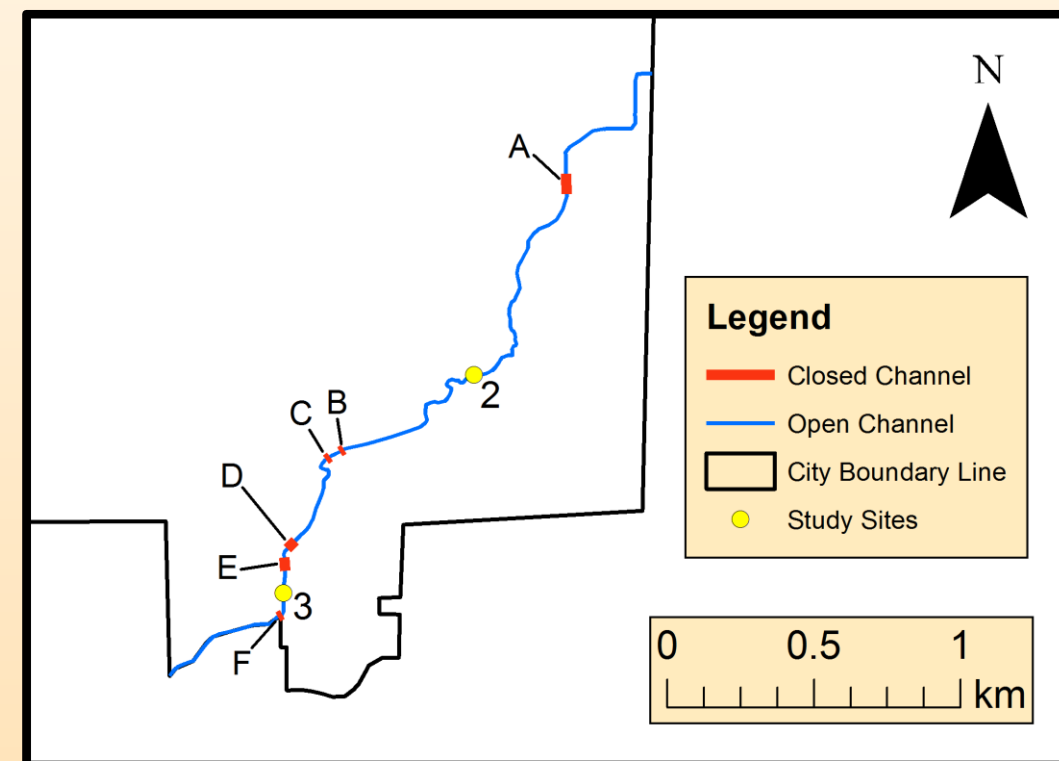 N
A
Legend
Closed Channel
2
Open Channel
B
C
City Boundary Line
D
Study Sites
E
3
F
0 0.5 1
km